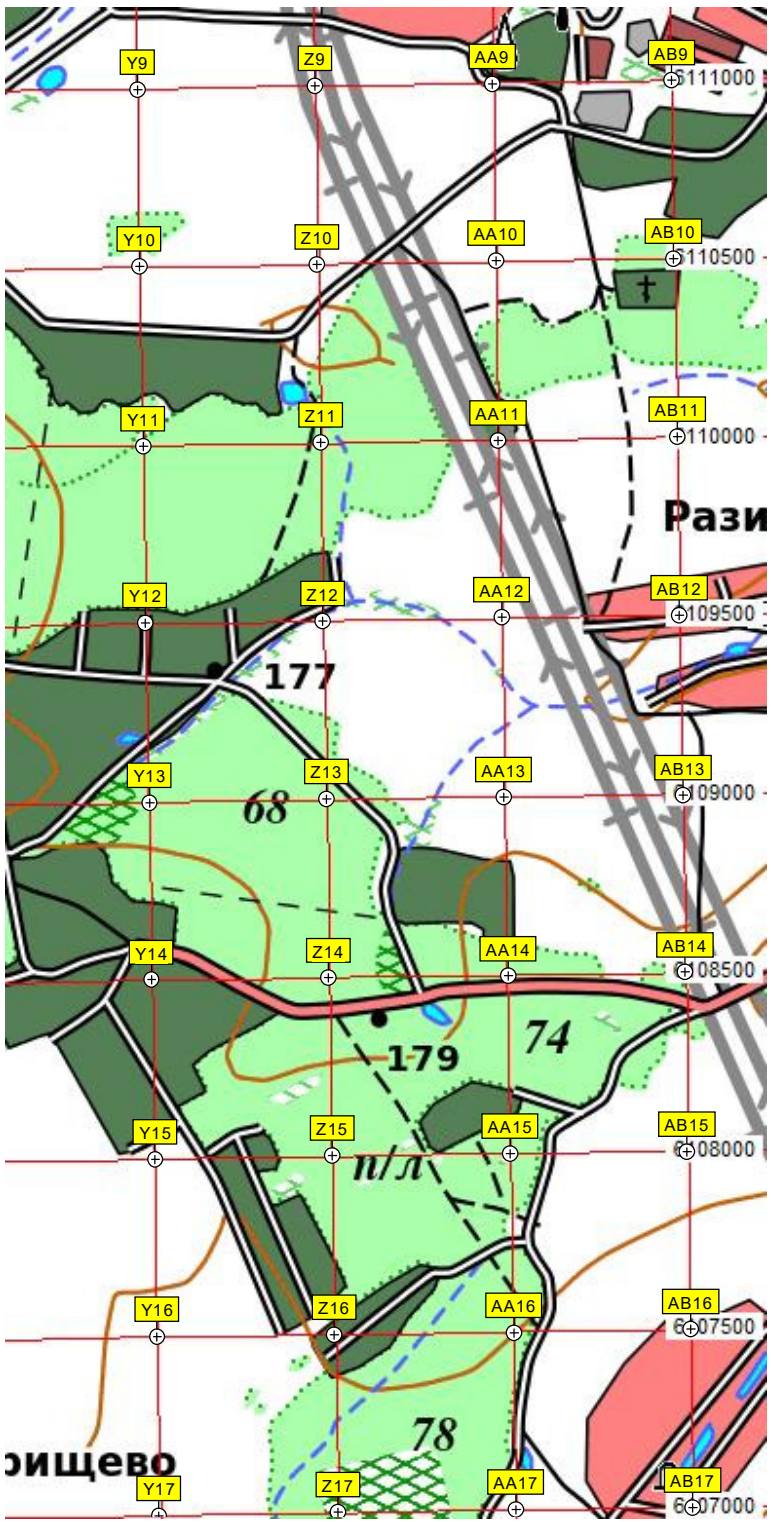 Y9 Z9 AA9 AB9
6111000
Y10 Z10 AA10 AB10
6110500
Y11 Z11 AA11 AB11
6110000
Рази
Y12 Z12 AA12 AB12
6109500
177
Y13 Z13 AA13 AB13
6109000
68
Y14 Z14 AA14 AB14
6108500
74
179
Y15 Z15 AA15 AB15
6108000
п/л
Y16 Z16 AA16 AB16
6107500
78
рищево
Y17 Z17 AA17 AB17
6107000